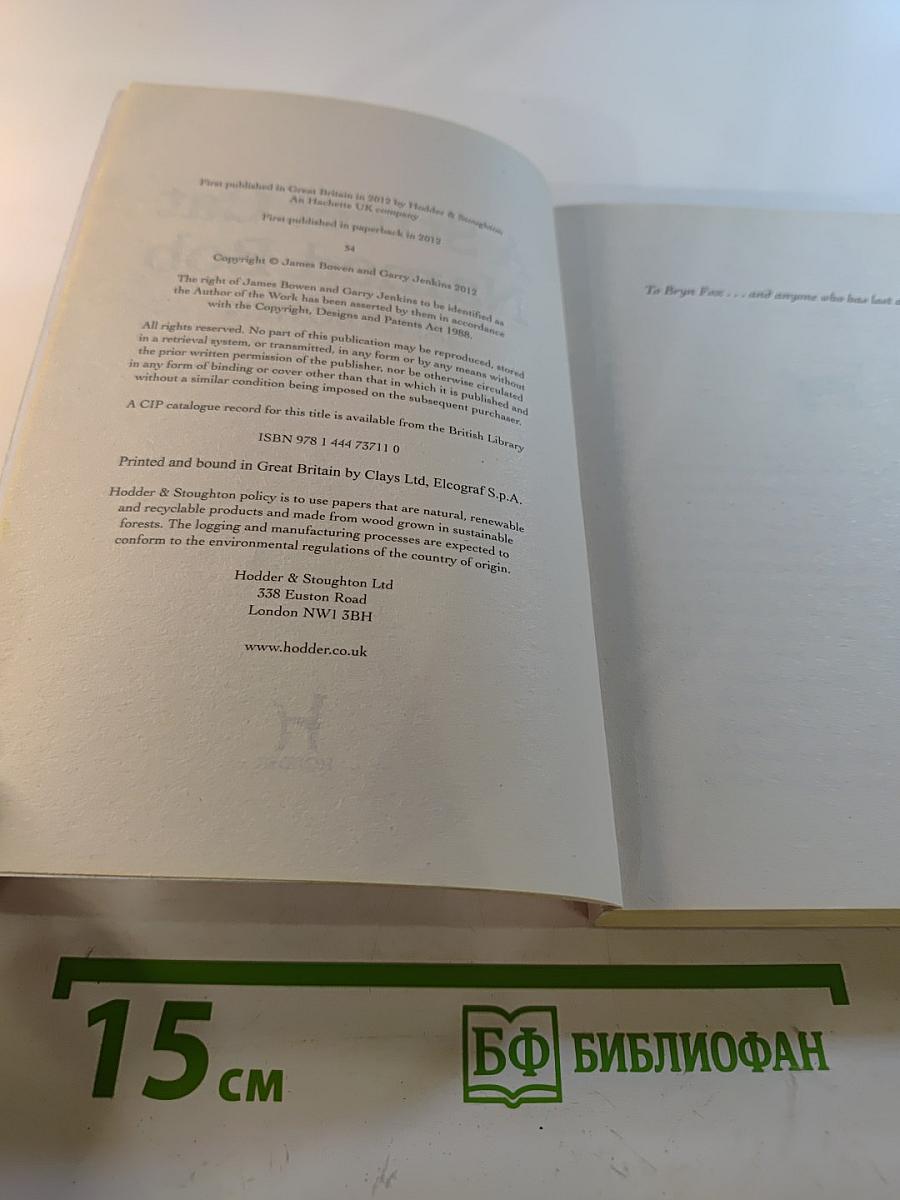 First published in Great Britain in 2012 by Hodder & Stoughton
An Hachette UK company
First published in paperback in 2012
54
Copyright © James Bowen and Garry Jenkins 2012
The right of James Bowen and Garry Jenkins to be identified as
the Author of the Work has been asserted by them in accordance
with the Copyright, Designs and Patents Act 1988.
All rights reserved. No part of this publication may be reproduced, stored
in a retrieval system, or transmitted, in any form or by any means without
the prior written permission of the publisher, nor be otherwise circulated
in any form of binding or cover other than that in which it is published and
without a similar condition being imposed on the subsequent purchaser.
A CIP catalogue record for this title is available from the British Library
ISBN 978 1 444 73711 0
Printed and bound in Great Britain by Clays Ltd, Elcograf S.p.A.
Hodder & Stoughton policy is to use papers that are natural, renewable
and recyclable products and made from wood grown in sustainable
forests. The logging and manufacturing processes are expected to
conform to the environmental regulations of the country of origin.
Hodder & Stoughton Ltd
338 Euston Road
London NW1 3BH
www.hodder.co.uk
To Bryn Fox . . . and anyone who has lost
15 см
БФ БИБЛИОФАН